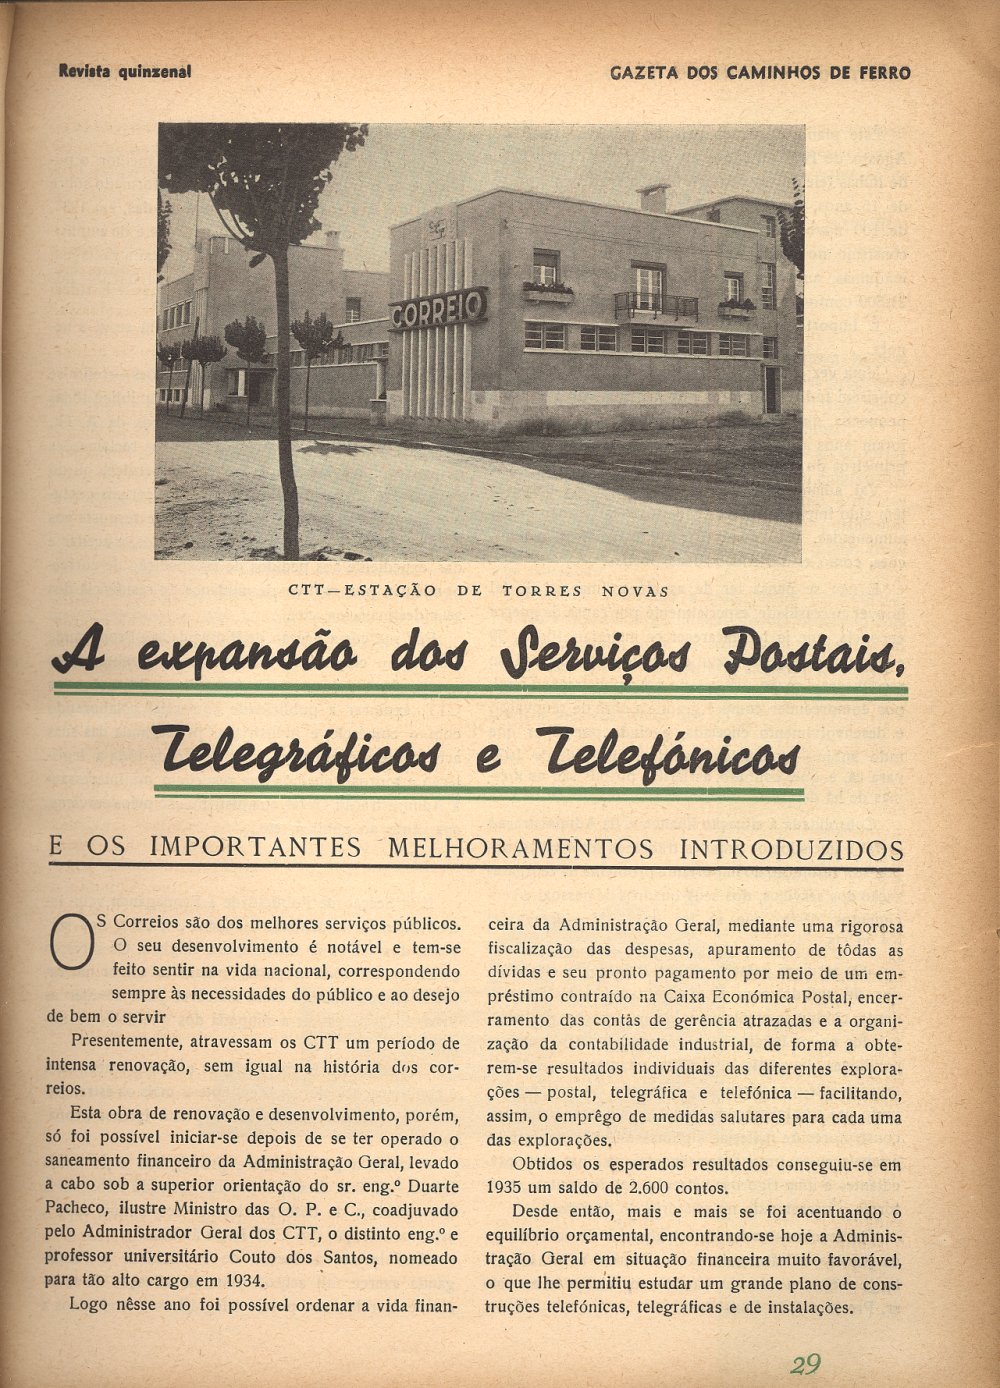 Revista quinzenal
GAZETA DOS CAMINHOS DE FERRO
CORREIO
CTT—ESTAÇÃO DE TORRES NOVAS
A expansão dos Serviços Postais,
Telegráficos e Telefónicos
E OS IMPORTANTES MELHORAMENTOS INTRODUZIDOS
OS Correios são dos melhores serviços públicos.
O seu desenvolvimento é notável e tem-se
feito sentir na vida nacional, correspondendo
sempre às necessidades do público e ao desejo
de bem o servir
Presentemente, atravessam os CTT um período de
intensa renovação, sem igual na história dos cor-
reios.
Esta obra de renovação e desenvolvimento, porém,
só foi possível iniciar-se depois de se ter operado o
saneamento financeiro da Administração Geral, levado
a cabo sob a superior orientação do sr. eng.º Duarte
Pacheco, ilustre Ministro das O. P. e C., coadjuvado
pelo Administrador Geral dos CTT, o distinto eng.º e
professor universitário Couto dos Santos, nomeado
para tão alto cargo em 1934.
Logo nêsse ano foi possível ordenar a vida finan-
ceira da Administração Geral, mediante uma rigorosa
fiscalização das despesas, apuramento de tôdas as
dívidas e seu pronto pagamento por meio de um em-
préstimo contraído na Caixa Económica Postal, encer-
ramento das contâs de gerência atrazadas e a organi-
zação da contabilidade industrial, de forma a obte-
rem-se resultados individuais das diferentes explora-
ções — postal, telegráfica e telefónica — facilitando,
assim, o emprêgo de medidas salutares para cada uma
das explorações.
Obtidos os esperados resultados conseguiu-se em
1935 um saldo de 2.600 contos.
Desde então, mais e mais se foi acentuando o
equilíbrio orçamental, encontrando-se hoje a Adminis-
tração Geral em situação financeira muito favorável,
o que lhe permitiu estudar um grande plano de cons-
truções telefónicas, telegráficas e de instalações.
29